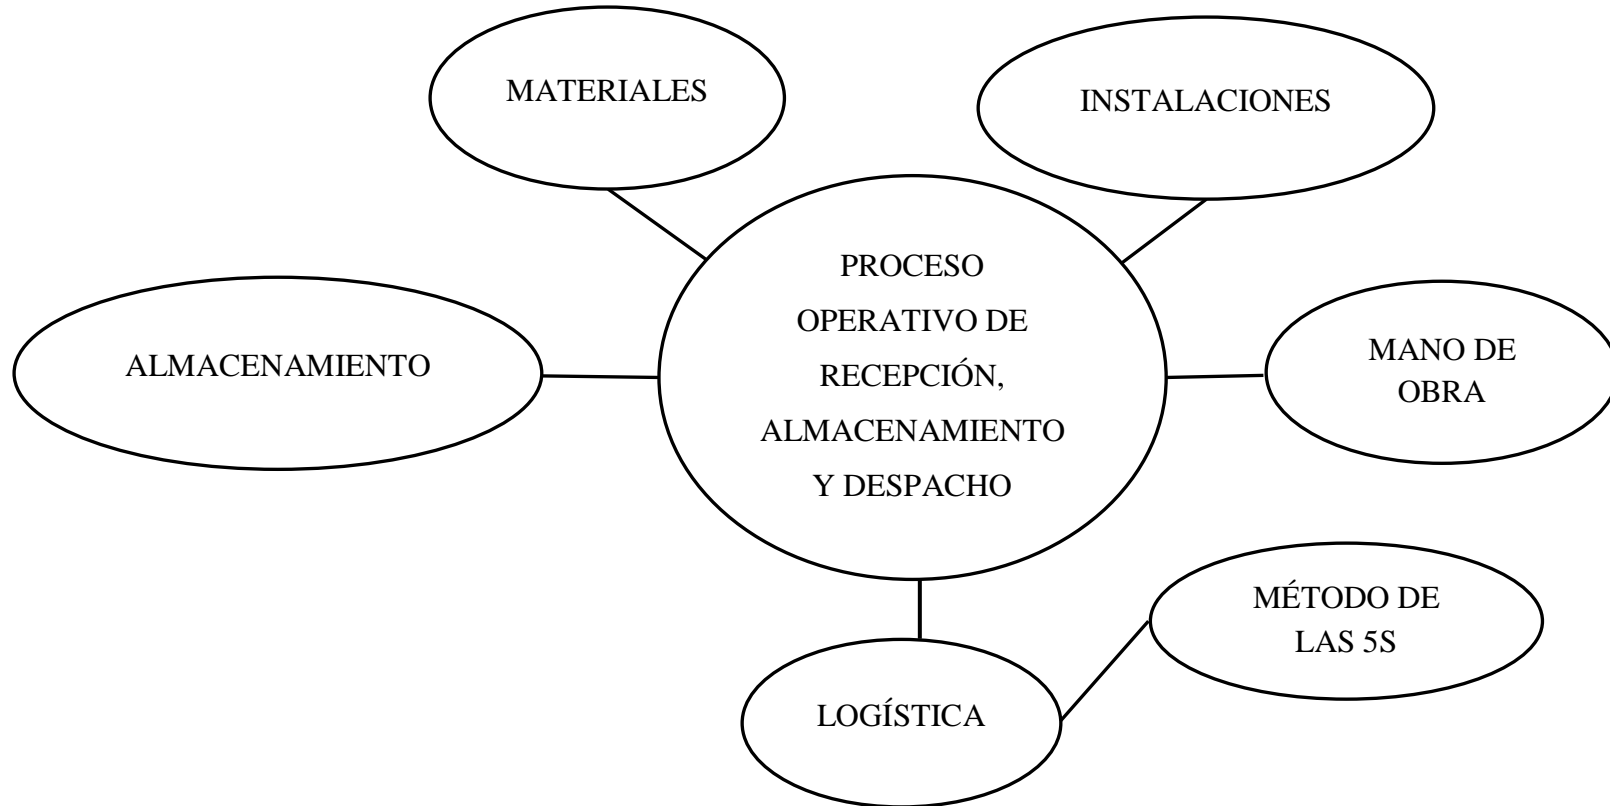 MATERIALES
INSTALACIONES
PROCESO
OPERATIVO DE
RECEPCIÓN,
ALMACENAMIENTO
Y DESPACHO
ALMACENAMIENTO
MANO DE
OBRA
MÉTODO DE
LAS 5S
LOGÍSTICA